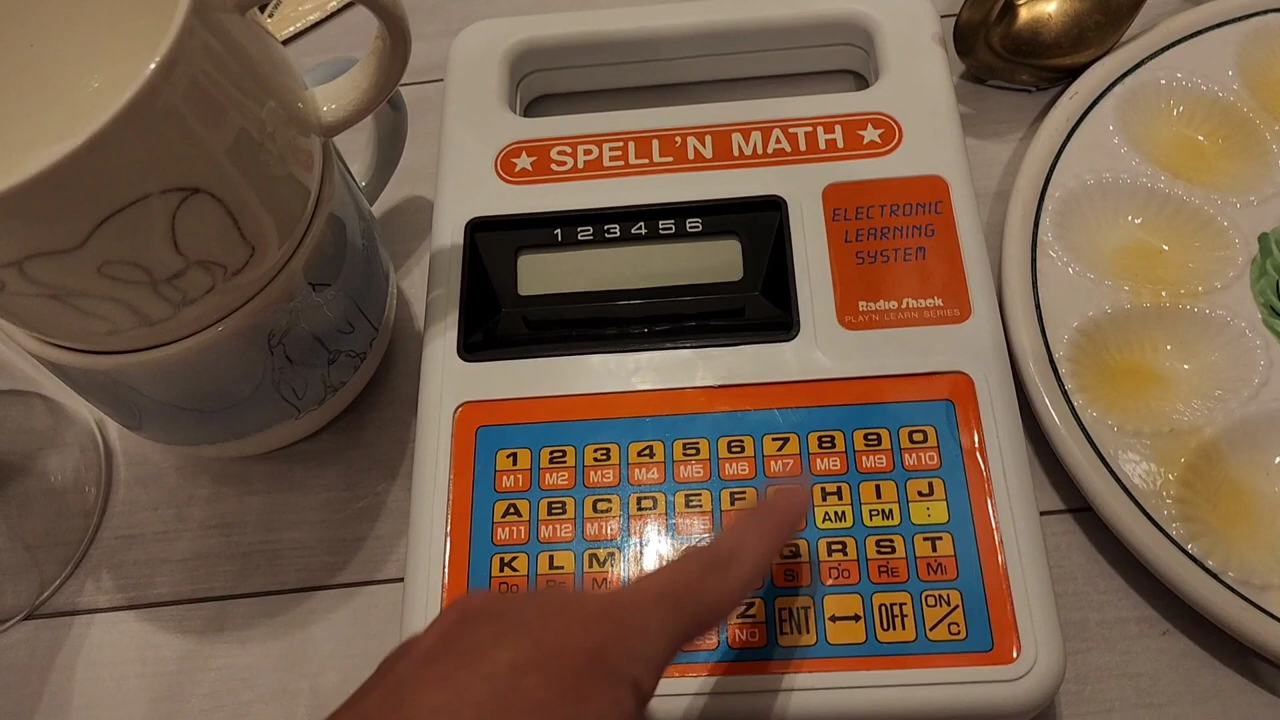 ★ SPELL'N MATH ★
1 2 3 4 5 6
ELECTRONIC
LEARNING
SYSTEM
Radio Shack
PLAY'N LEARN SERIES
1 2 3 4 5 6 7 8 9 0
M1 M2 M3 M4 M5 M6 M7 M8 M9 M10
A B C D E F H I J
M11 M12 AM PM :
K L M Q R S T
Do Re Mi Si Do Re Mi
Z ENT ↔ OFF ON/C
NO